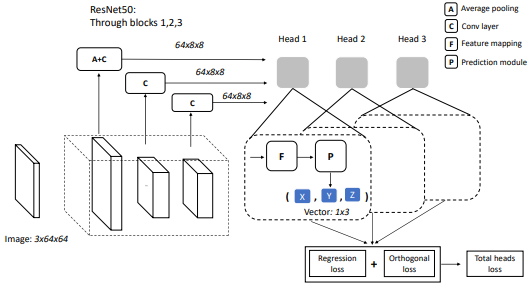 ResNet50:
Through blocks 1,2,3
A Average pooling
C Conv layer
F Feature mapping
P Prediction module
Head 1 Head 2 Head 3
64x8x8
A+C
64x8x8
C
64x8x8
C
F P
( X , Y , Z )
Vector: 1x3
Image: 3x64x64
Regression loss + Orthogonal loss
Total heads loss